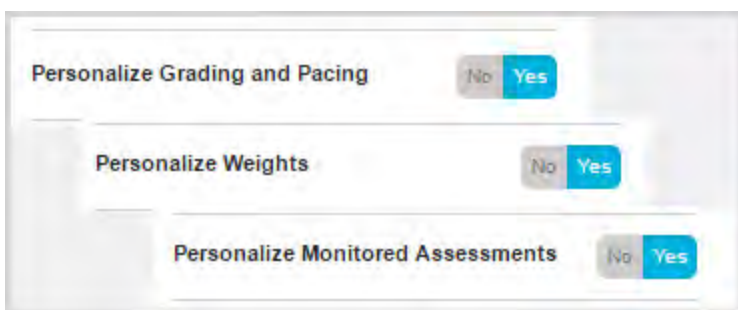 Personalize Grading and Pacing No Yes
Personalize Weights No Yes
Personalize Monitored Assessments No Yes